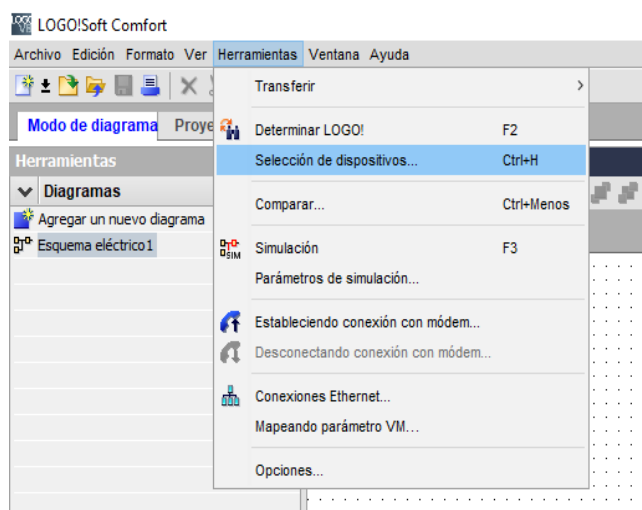 LOGO!Soft Comfort
Archivo Edición Formato Ver Herramientas Ventana Ayuda
Modo de diagrama Proye
Herramientas
Diagramas
Agregar un nuevo diagrama
Esquema eléctrico1
Transferir
Determinar LOGO! F2
Selección de dispositivos... Ctrl+H
Comparar... Ctrl+Menos
Simulación F3
Parámetros de simulación...
Estableciendo conexión con módem...
Desconectando conexión con módem...
Conexiones Ethernet...
Mapeando parámetro VM...
Opciones...